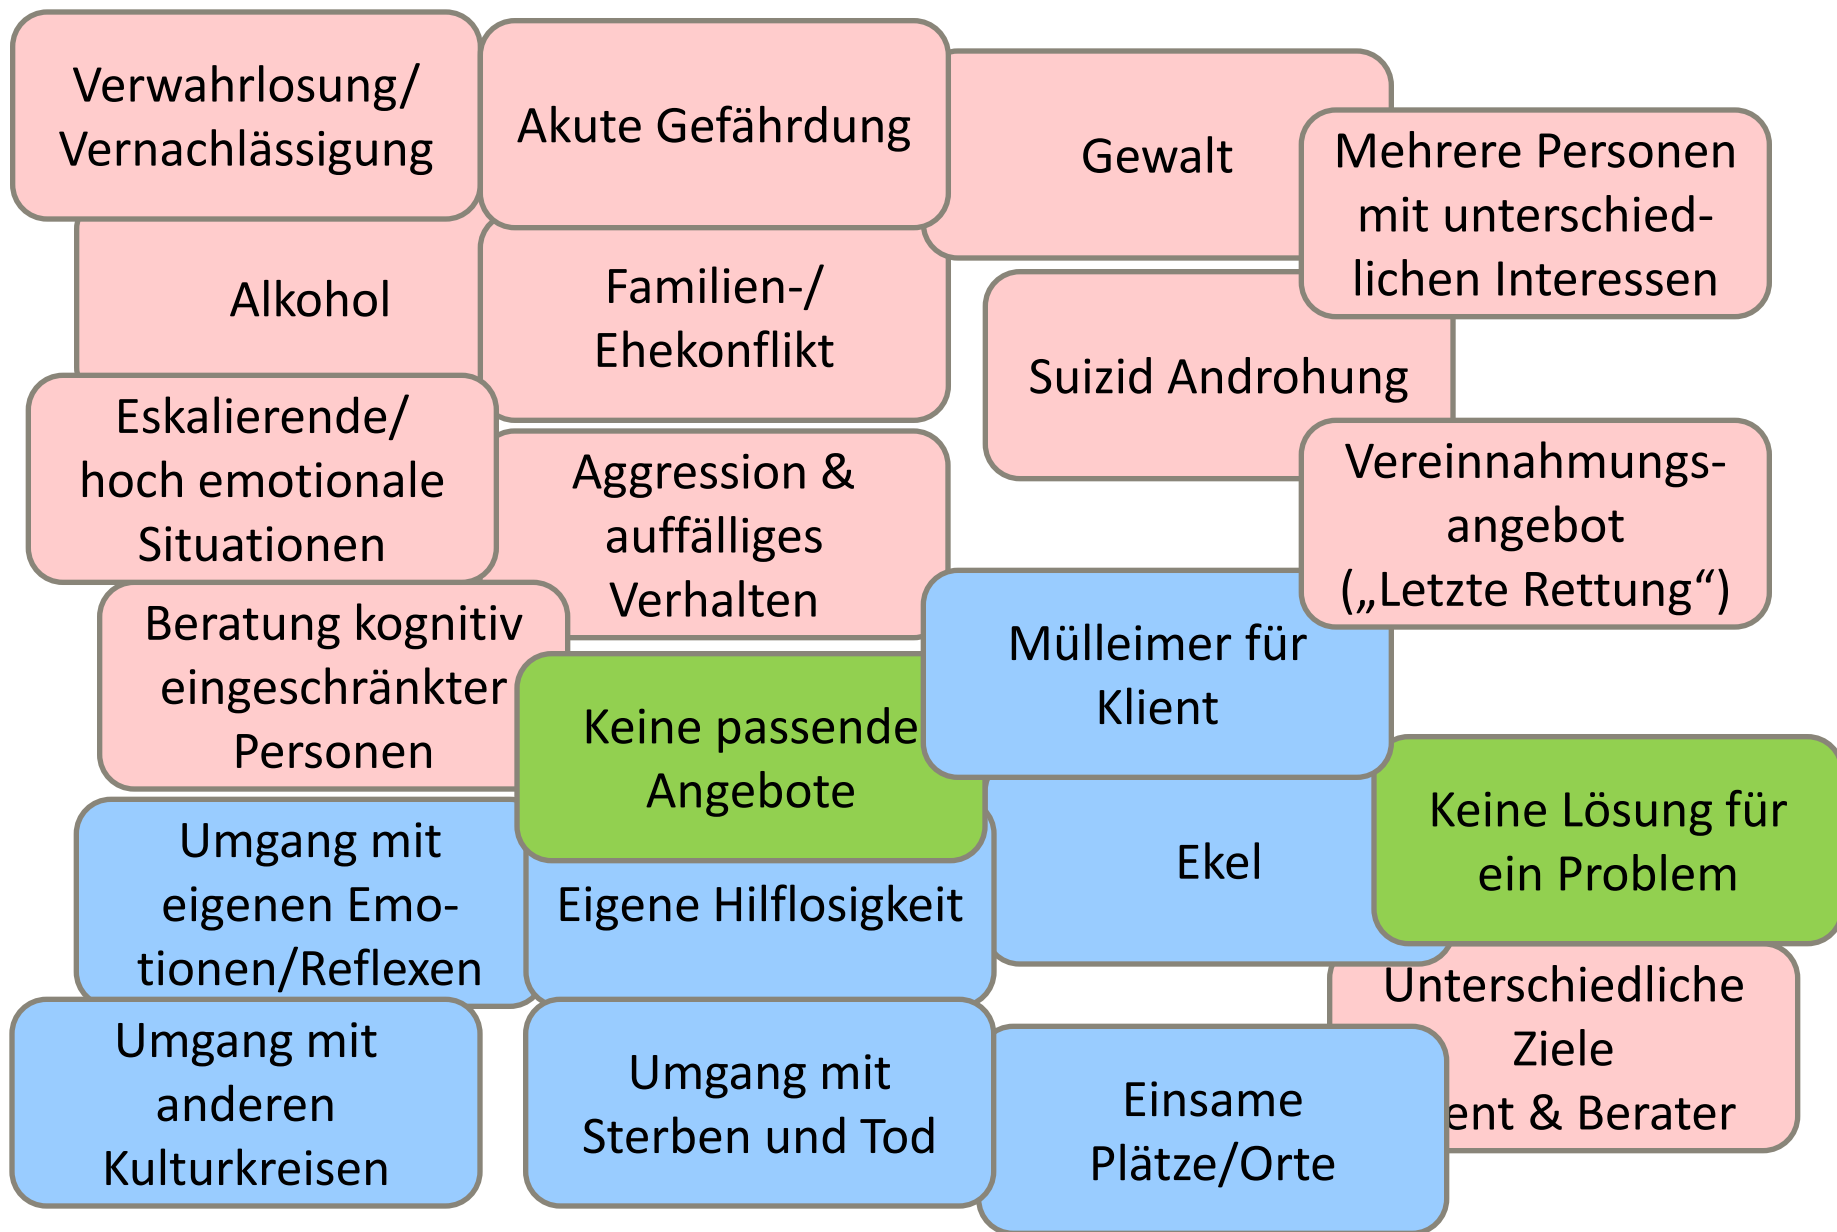 Verwahrlosung/
Vernachlässigung
Akute Gefährdung
Gewalt
Mehrere Personen
mit unterschied-
lichen Interessen
Alkohol
Familien-/
Ehekonflikt
Suizid Androhung
Eskalierende/
hoch emotionale
Situationen
Aggression &
auffälliges
Verhalten
Vereinnahmungs-
angebot
(„Letzte Rettung“)
Beratung kognitiv
eingeschränkter
Personen
Keine passende
Angebote
Mülleimer für
Klient
Umgang mit
eigenen Emo-
tionen/Reflexen
Eigene Hilflosigkeit
Ekel
Keine Lösung für
ein Problem
Umgang mit
anderen
Kulturkreisen
Umgang mit
Sterben und Tod
Einsame
Plätze/Orte
Unterschiedliche
Ziele
& Berater